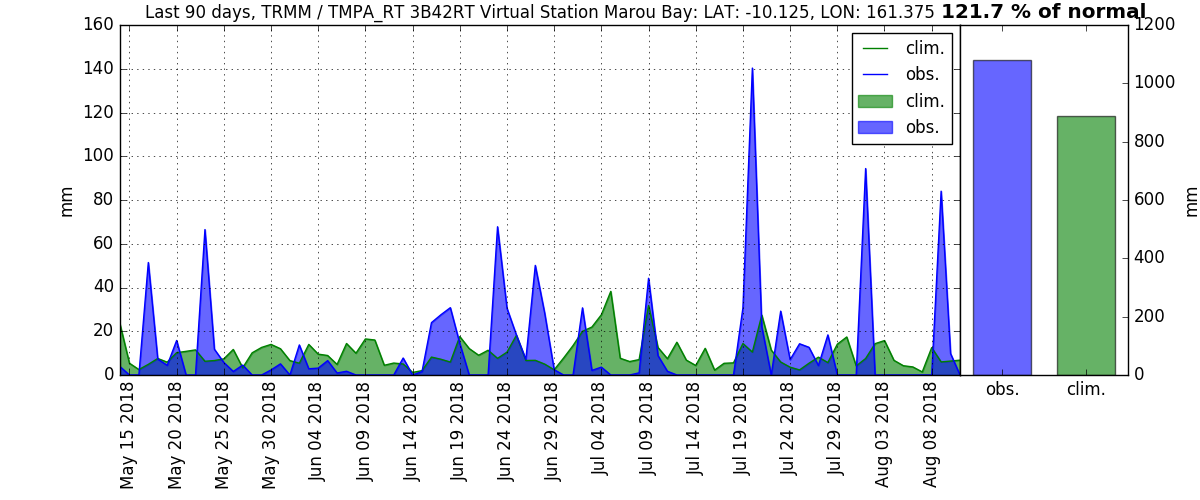 Last 90 days, TRMM / TMPA_RT 3B42RT Virtual Station Marou Bay: LAT: -10.125, LON: 161.375 121.7 % of normal
160
140
120
100
80
60
40
20
0
mm
clim.
obs.
clim.
obs.
1200
1000
800
600
400
200
0
mm
May 15 2018
May 20 2018
May 25 2018
May 30 2018
Jun 04 2018
Jun 09 2018
Jun 14 2018
Jun 19 2018
Jun 24 2018
Jun 29 2018
Jul 04 2018
Jul 09 2018
Jul 14 2018
Jul 19 2018
Jul 24 2018
Jul 29 2018
Aug 03 2018
Aug 08 2018
obs.
clim.